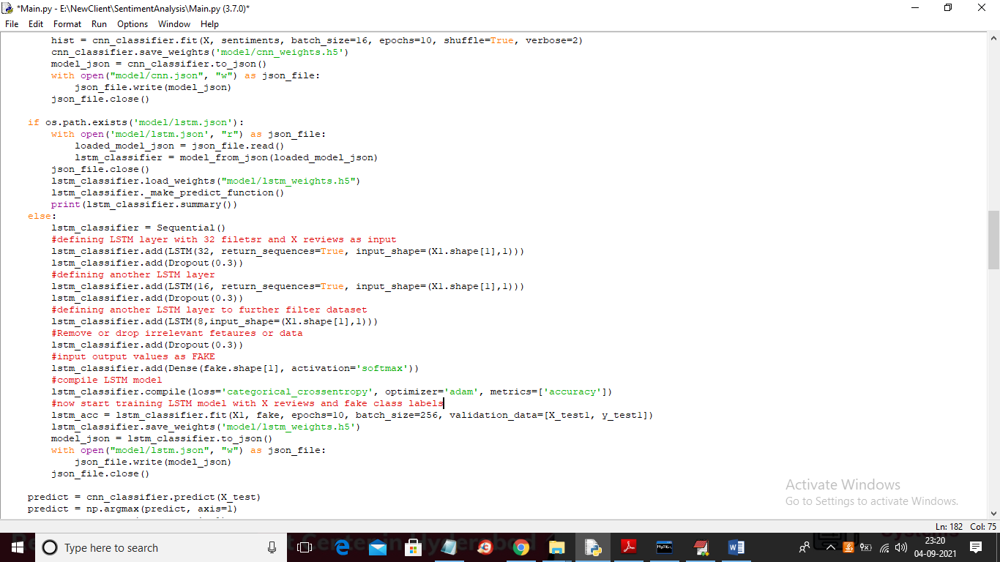 *Main.py - E:\NewClient\SentimentAnalysis\Main.py (3.7.0)*
File Edit Format Run Options Window Help
hist = cnn_classifier.fit(X, sentiments, batch_size=16, epochs=10, shuffle=True, verbose=2)
cnn_classifier.save_weights('model/cnn_weights.h5')
model_json = cnn_classifier.to_json()
with open("model/cnn.json", "w") as json_file:
json_file.write(model_json)
json_file.close()
if os.path.exists('model/lstm.json'):
with open('model/lstm.json', "r") as json_file:
loaded_model_json = json_file.read()
lstm_classifier = model_from_json(loaded_model_json)
json_file.close()
lstm_classifier.load_weights("model/lstm_weights.h5")
lstm_classifier._make_predict_function()
print(lstm_classifier.summary())
else:
lstm_classifier = Sequential()
#defining LSTM layer with 32 filetsr and X reviews as input
lstm_classifier.add(LSTM(32, return_sequences=True, input_shape=(X1.shape[1],1)))
lstm_classifier.add(Dropout(0.3))
#defining another LSTM layer
lstm_classifier.add(LSTM(16, return_sequences=True, input_shape=(X1.shape[1],1)))
lstm_classifier.add(Dropout(0.3))
#defining another LSTM layer to further filter dataset
lstm_classifier.add(LSTM(8,input_shape=(X1.shape[1],1)))
#Remove or drop irrelevant fetaures or data
lstm_classifier.add(Dropout(0.3))
#input output values as FAKE
lstm_classifier.add(Dense(fake.shape[1], activation='softmax'))
#compile LSTM model
lstm_classifier.compile(loss='categorical_crossentropy', optimizer='adam', metrics=['accuracy'])
#now start training LSTM model with X reviews and fake class labels
lstm_acc = lstm_classifier.fit(X1, fake, epochs=10, batch_size=256, validation_data=[X_test1, y_test1])
lstm_classifier.save_weights('model/lstm_weights.h5')
model_json = lstm_classifier.to_json()
with open("model/lstm.json", "w") as json_file:
json_file.write(model_json)
json_file.close()
predict = cnn_classifier.predict(X_test)
predict = np.argmax(predict, axis=1)
Activate Windows
Go to Settings to activate Windows.
Ln: 182 Col: 75
Type here to search
23:20
04-09-2021